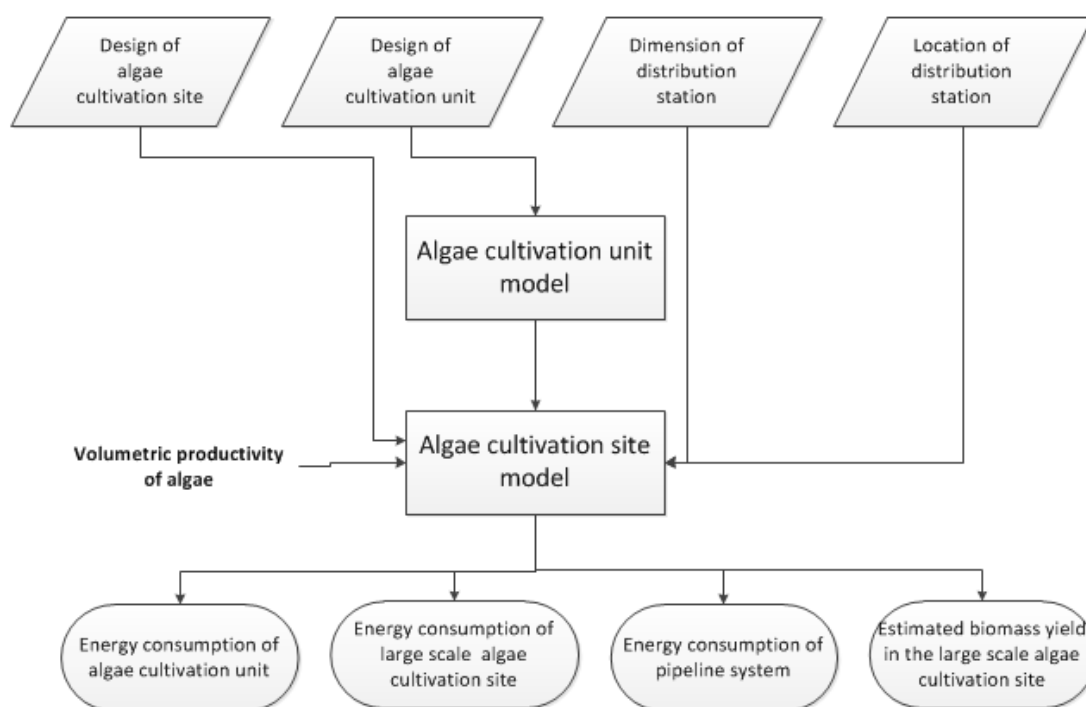 Design of
algae
cultivation site
Design of
algae
cultivation unit
Dimension of
distribution
station
Location of
distribution
station
Algae cultivation unit
model
Volumetric productivity
of algae
Algae cultivation site
model
Energy consumption of
algae cultivation unit
Energy consumption of
large scale algae
cultivation site
Energy consumption of
pipeline system
Estimated biomass yield
in the large scale algae
cultivation site